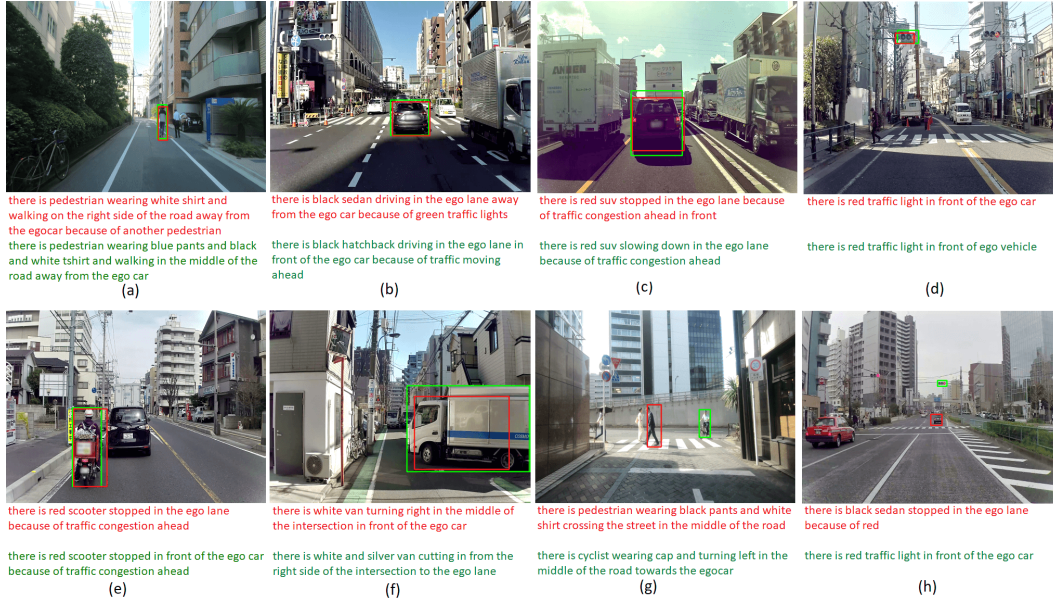 ANKEN
there is pedestrian wearing white shirt and
walking on the right side of the road away from
the egocar because of another pedestrian
there is pedestrian wearing blue pants and black
and white tshirt and walking in the middle of the
road away from the ego car
(a)
there is black sedan driving in the ego lane away
from the ego car because of green traffic lights
there is black hatchback driving in the ego lane in
front of the ego car because of traffic moving
ahead
(b)
there is red suv stopped in the ego lane because
of traffic congestion ahead in front
there is red suv slowing down in the ego lane
because of traffic congestion ahead
(c)
there is red traffic light in front of the ego car
there is red traffic light in front of ego vehicle
(d)
there is red scooter stopped in the ego lane
because of traffic congestion ahead
there is red scooter stopped in front of the ego car
because of traffic congestion ahead
(e)
there is white van turning right in the middle of
the intersection in front of the ego car
there is white and silver van cutting in from the
right side of the intersection to the ego lane
(f)
there is pedestrian wearing black pants and white
shirt crossing the street in the middle of the road
there is cyclist wearing cap and turning left in the
middle of the road towards the egocar
(g)
there is black sedan stopped in the ego lane
because of red
there is red traffic light in front of the ego car
(h)